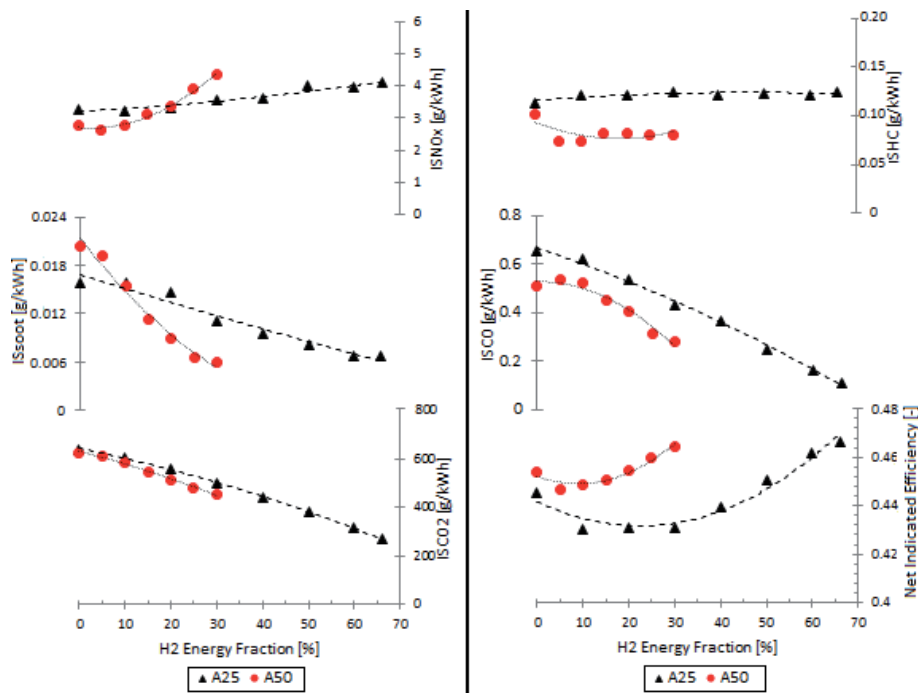 6
5
4
3
2
1
0
ISNOx [g/kWh]
0.024
0.018
0.012
0.006
0
ISsoot [g/kWh]
800
600
400
200
0
ISCO2 [g/kWh]
0 10 20 30 40 50 60 70
H2 Energy Fraction [%]
A25 A50
0.20
0.15
0.10
0.05
0
ISHC [g/kWh]
0.8
0.6
0.4
0.2
0
ISCO [g/kWh]
0.48
0.46
0.44
0.42
0.4
Net Indicated Efficiency [-]
0 10 20 30 40 50 60 70
H2 Energy Fraction [%]
A25 A50